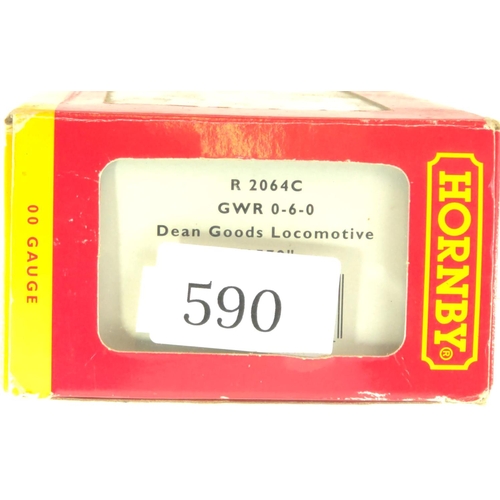 00 GAUGE
R 2064C
GWR 0-6-0
Dean Goods Locomotive
590
HORNBY®